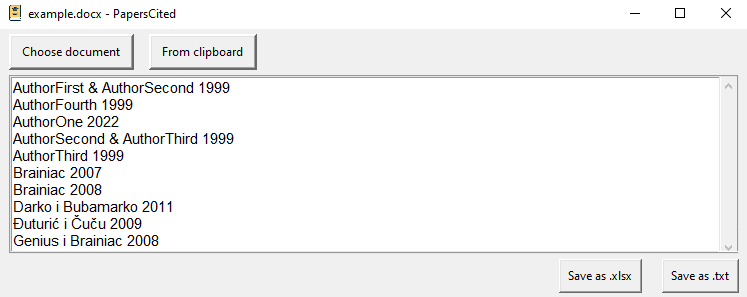 example.docx - PapersCited
Choose document
From clipboard
AuthorFirst & AuthorSecond 1999
AuthorFourth 1999
AuthorOne 2022
AuthorSecond & AuthorThird 1999
AuthorThird 1999
Brainiac 2007
Brainiac 2008
Darko i Bubamarko 2011
Đuturić i Čuču 2009
Genius i Brainiac 2008
Save as .xlsx
Save as .txt